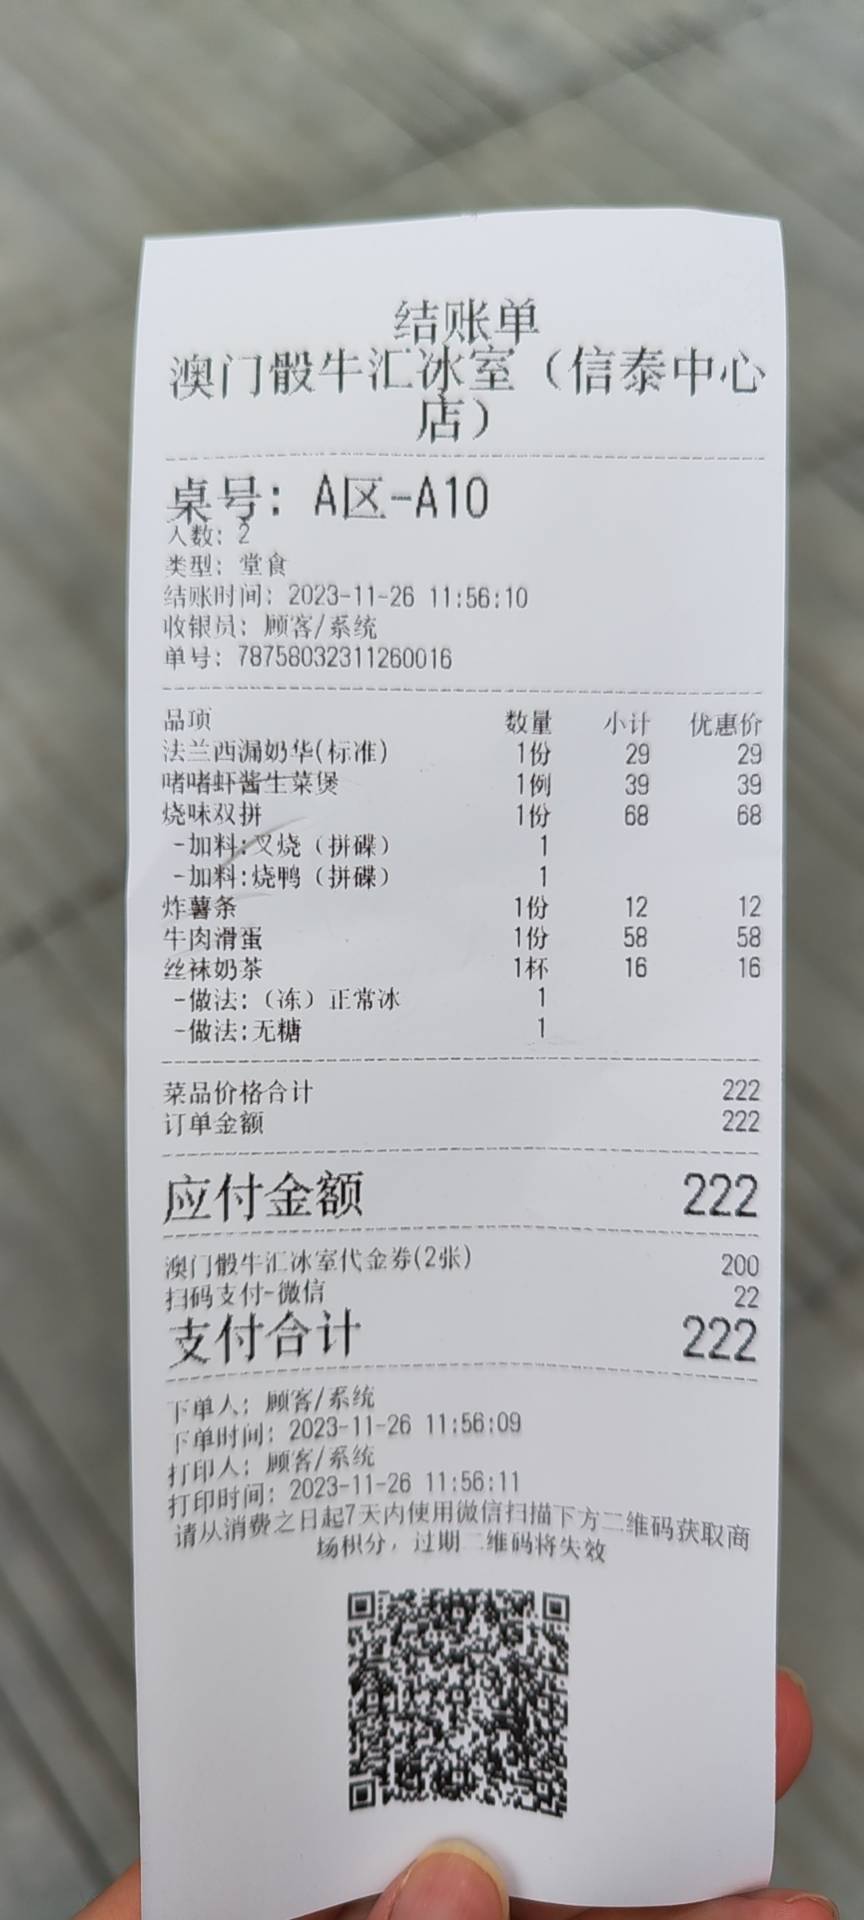 结账单
澳门骰牛汇冰室（信泰中心
店）
桌号: A区-A10
人数: 2
类型: 堂食
结账时间: 2023-11-26 11:56:10
收银员: 顾客/系统
单号: 78758032311260016
品项 数量 小计 优惠价
法兰西漏奶华(标准) 1份 29 29
啫啫虾酱生菜煲 1例 39 39
烧味双拼 1份 68 68
-加料:叉烧（拼碟） 1
-加料:烧鸭（拼碟） 1
炸薯条 1份 12 12
牛肉滑蛋 1份 58 58
丝袜奶茶 1杯 16 16
-做法:（冻）正常冰 1
-做法:无糖 1
菜品价格合计 222
订单金额 222
应付金额 222
澳门骰牛汇冰室代金券(2张) 200
扫码支付-微信 22
支付合计 222
下单人: 顾客/系统
下单时间: 2023-11-26 11:56:09
打印人: 顾客/系统
打印时间: 2023-11-26 11:56:11
请从消费之日起7天内使用微信扫描下方二维码获取商
场积分，过期二维码将失效